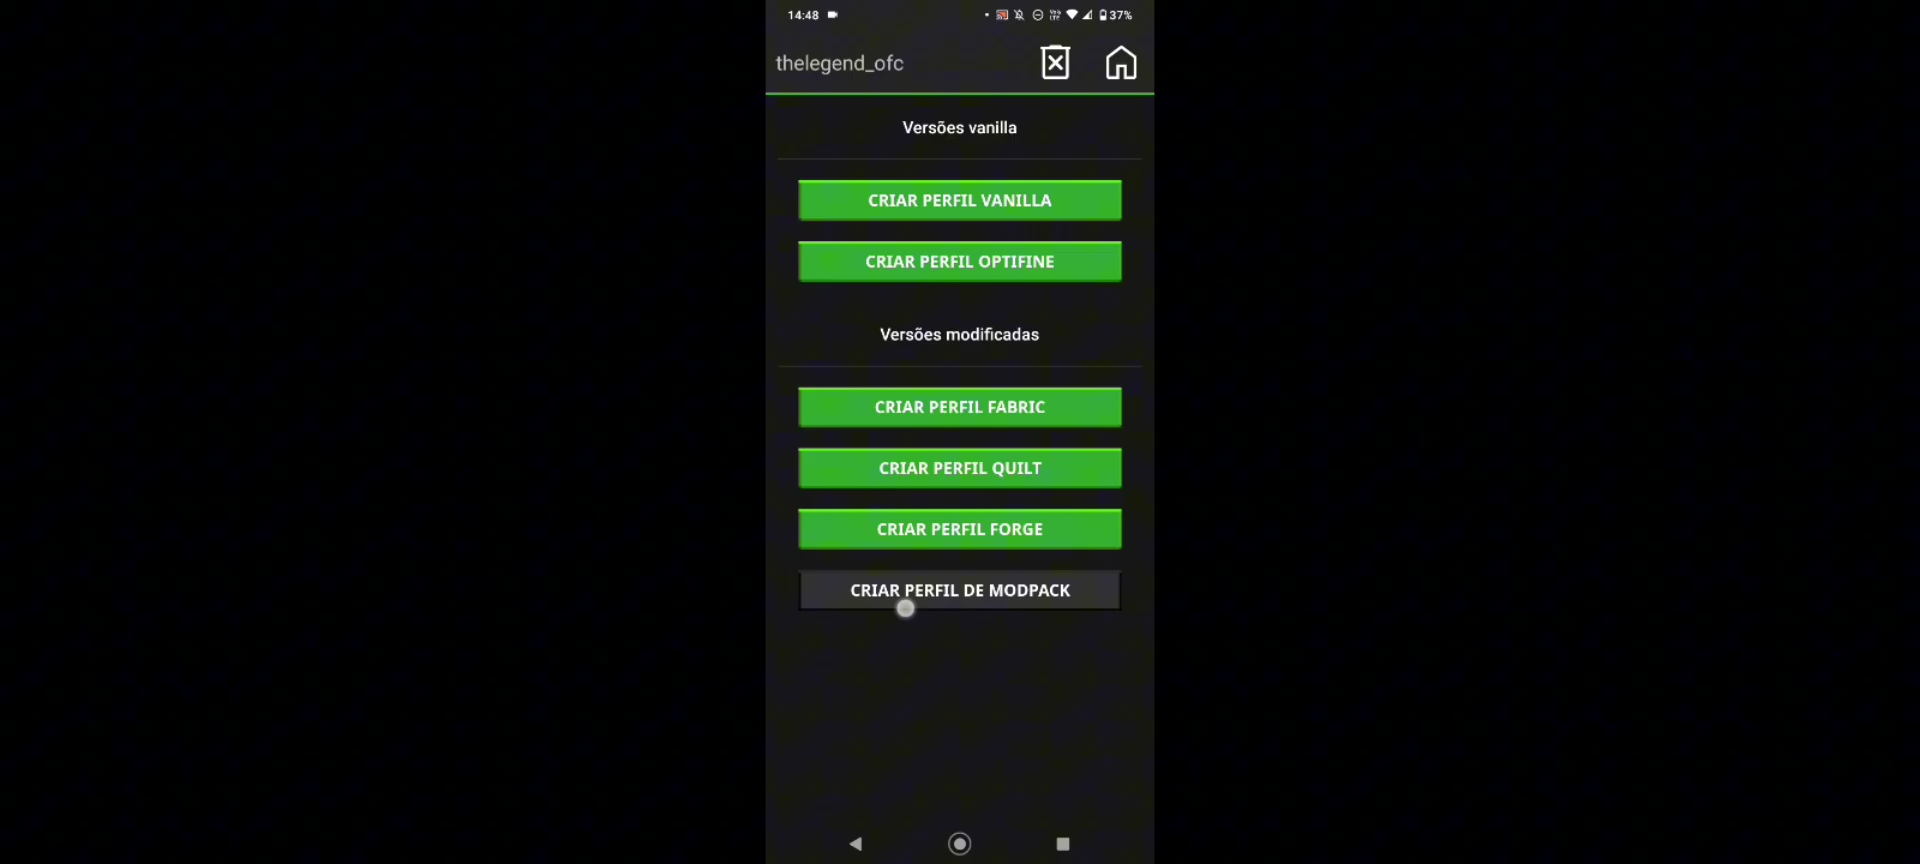 14:48
37%
thelegend_ofc
Versões vanilla
CRIAR PERFIL VANILLA
CRIAR PERFIL OPTIFINE
Versões modificadas
CRIAR PERFIL FABRIC
CRIAR PERFIL QUILT
CRIAR PERFIL FORGE
CRIAR PERFIL DE MODPACK